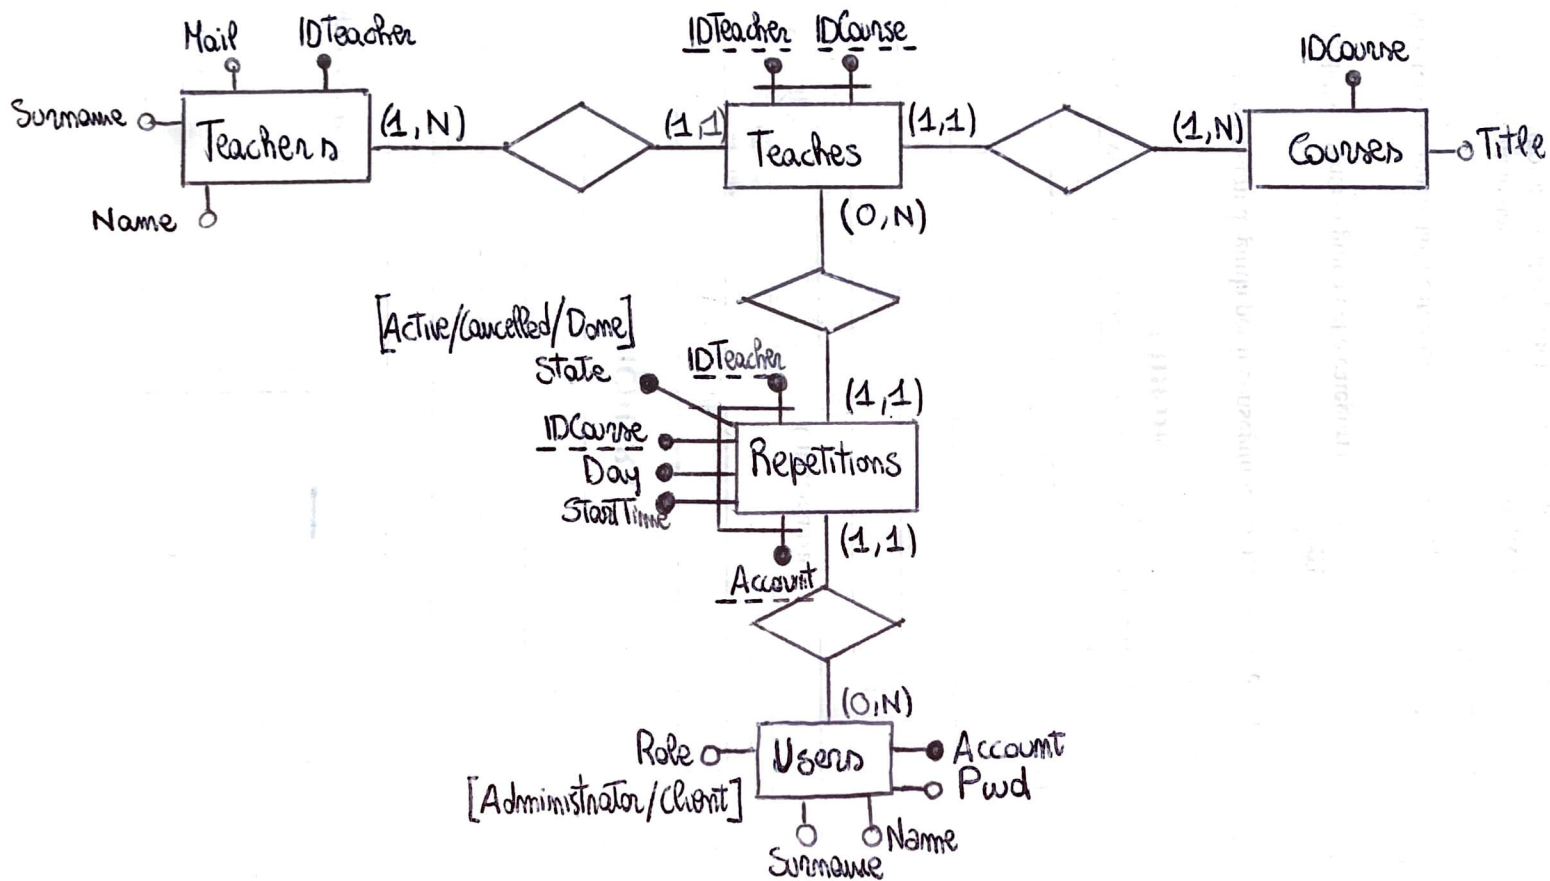 Mail
IDTeacher
Surname
Teachers
Name
(1,N)
(1,1)
IDTeacher
IDCourse
Teaches
(1,1)
(0,N)
(1,N)
IDCourse
Courses
Title
[Active/Cancelled/Done]
State
IDTeacher
(1,1)
IDCourse
Day
StartTime
Repetitions
(1,1)
Account
(0,N)
Role
[Administrator/Client]
Users
Account
Pwd
Name
Surname